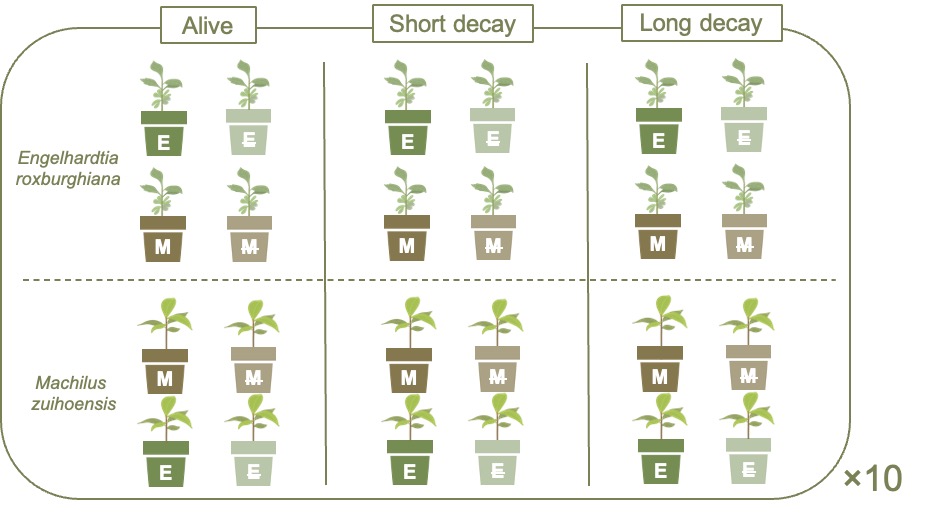 Alive Short decay Long decay
Engelhardtia
roxburghiana
E E E E E E
M M M M M M
Machilus
zuihoensis
M M M M M M
E E E E E E
×10